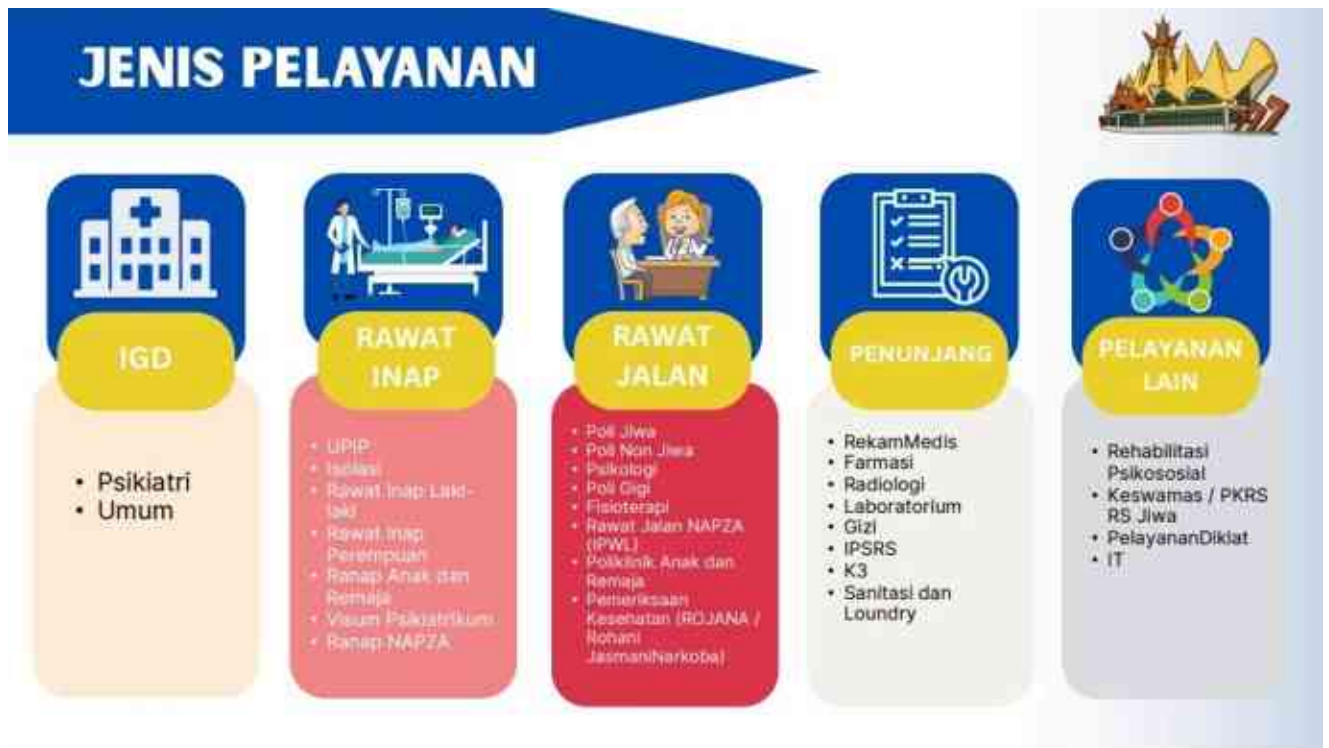 JENIS PELAYANAN
IGD
• Psikiatri
• Umum
RAWAT
INAP
• UPIP
• Isolasi
• Rawat Inap Laki-
laki
• Rawat Inap
Perempuan
• Ranap Anak dan
Remaja
• Visum Psikiatrikum
• Ranap NAPZA
RAWAT
JALAN
• Poli Jiwa
• Poli Non Jiwa
• Psikologi
• Poli Gigi
• Fisioterapi
• Rawat Jalan NAPZA
(IPWL)
• Poliklinik Anak dan
Remaja
• Pemeriksaan
Kesehatan (ROJANA /
Rohani
Jasmani\Narkoba)
PENUNJANG
• RekamMedis
• Farmasi
• Radiologi
• Laboratorium
• Gizi
• IPSRS
• K3
• Sanitasi dan
Loundry
PELAYANAN
LAIN
• Rehabilitasi
Psikososial
• Keswamas / PKRS
RS Jiwa
• PelayananDiklat
• IT